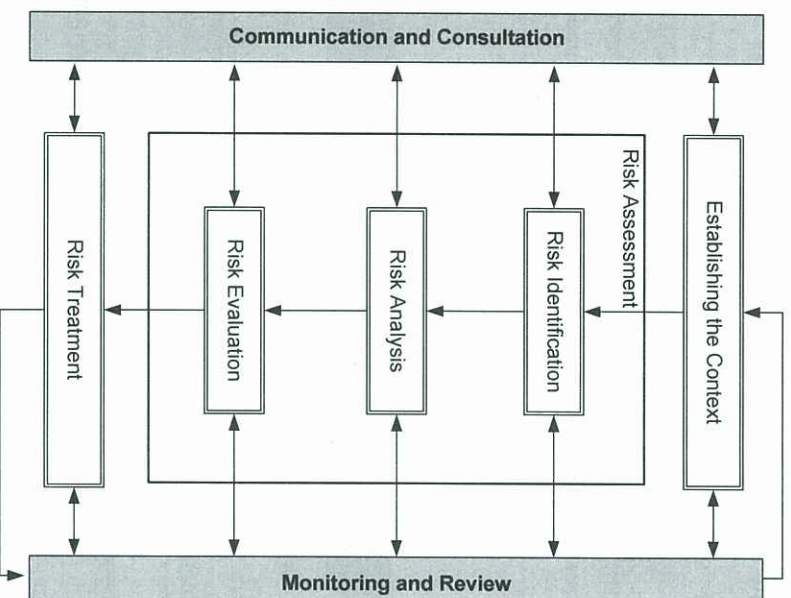 Communication and Consultation
Establishing the Context
Risk Assessment
Risk Identification
Risk Analysis
Risk Evaluation
Risk Treatment
Monitoring and Review